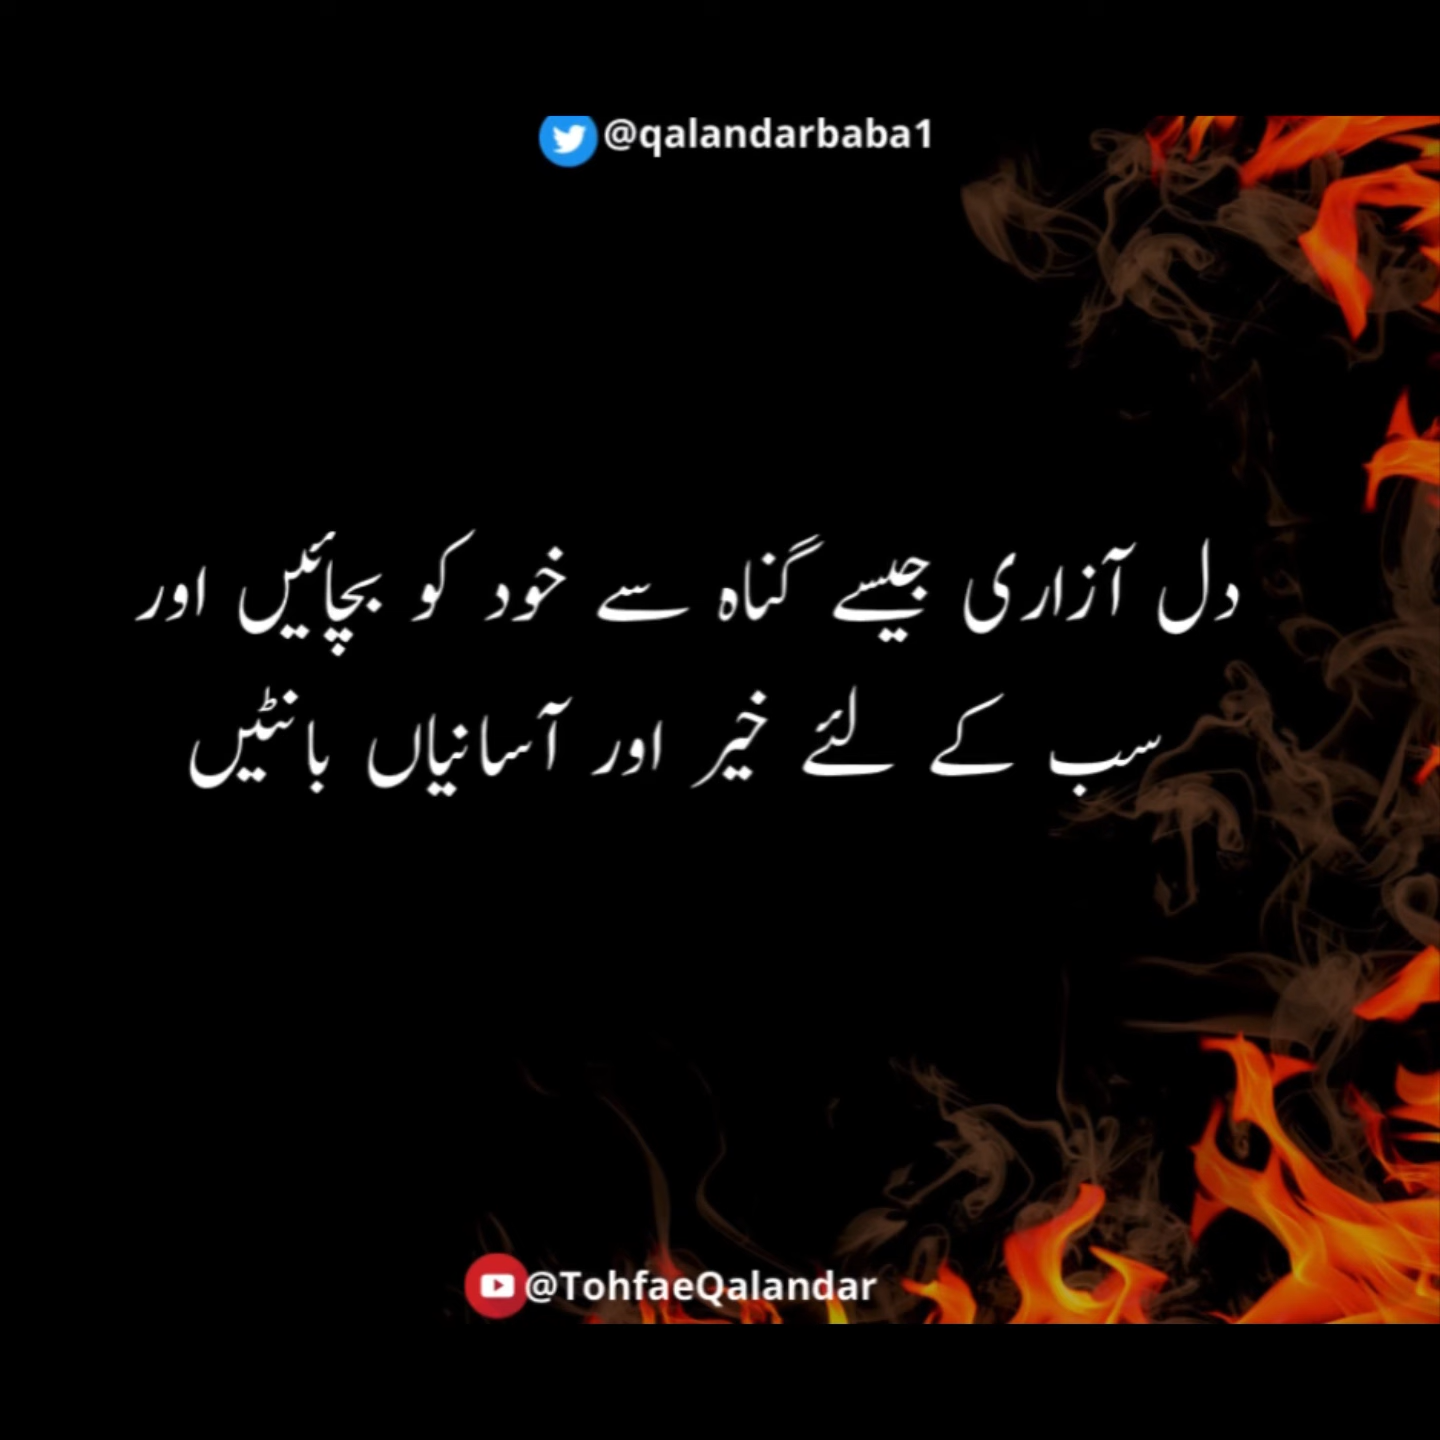 @qalandarbaba1
دل آزاری جیسے گناہ سے خود کو بچائیں اور
سب کے لئے خیر اور آسانیاں بانٹیں
@TohfaeQalandar